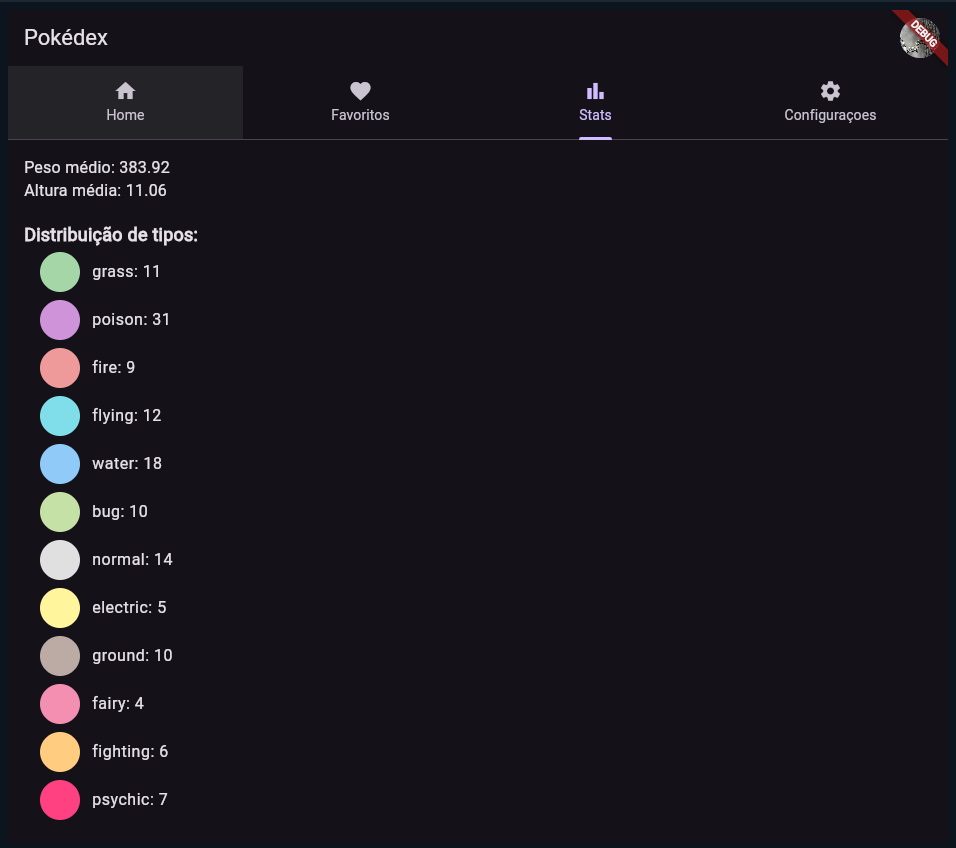 Pokédex
DEBUG
Home
Favoritos
Stats
Configuraçoes
Peso médio: 383.92
Altura média: 11.06
Distribuição de tipos:
grass: 11
poison: 31
fire: 9
flying: 12
water: 18
bug: 10
normal: 14
electric: 5
ground: 10
fairy: 4
fighting: 6
psychic: 7